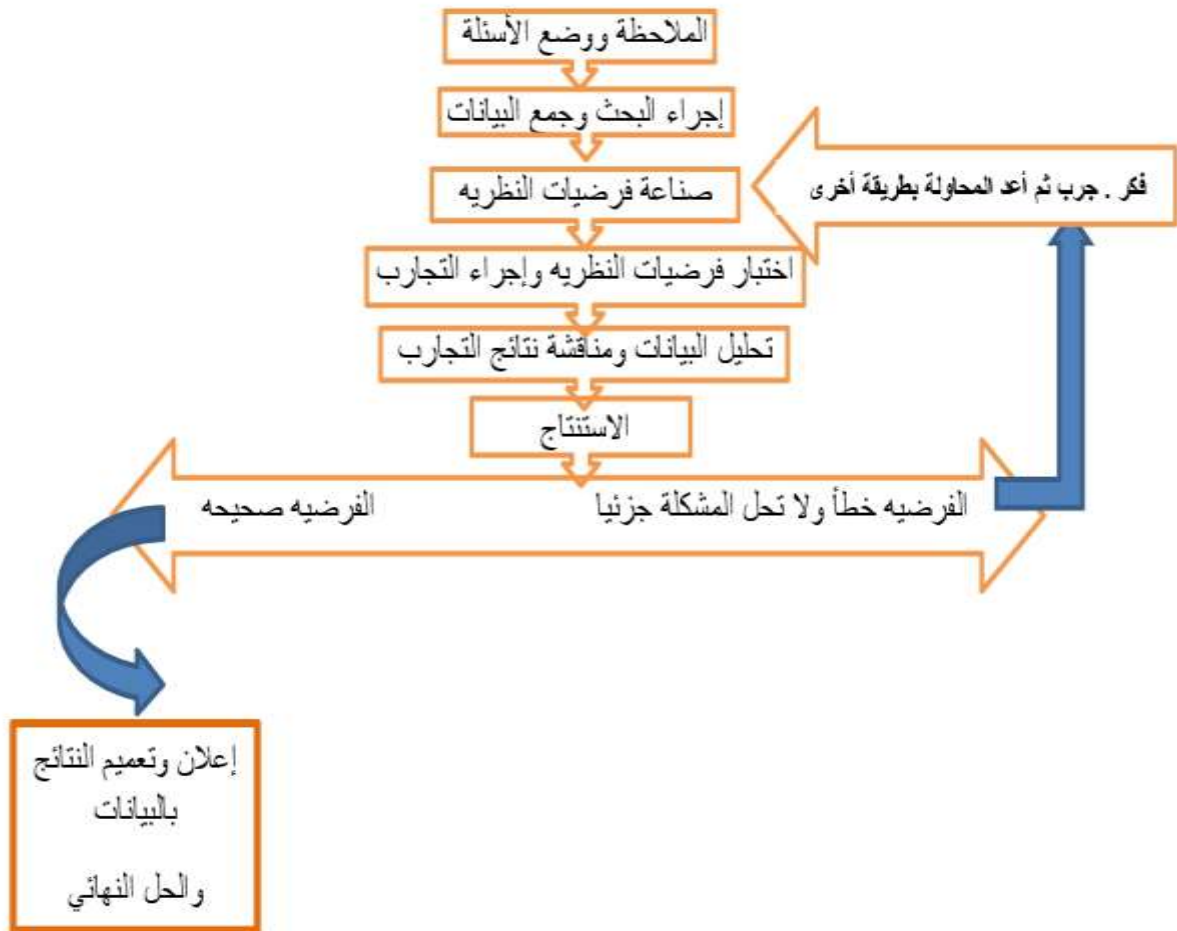 الملاحظة ووضع الأسئلة
إجراء البحث وجمع البيانات
صناعة فرضيات النظريه
فكر . جرب ثم أعد المحاولة بطريقة أخرى
اختبار فرضيات النظريه وإجراء التجارب
تحليل البيانات ومناقشة نتائج التجارب
الاستنتاج
الفرضيه خطأ ولا تحل المشكلة جزئيا
الفرضيه صحيحه
إعلان وتعميم النتائج
بالبيانات
والحل النهائي